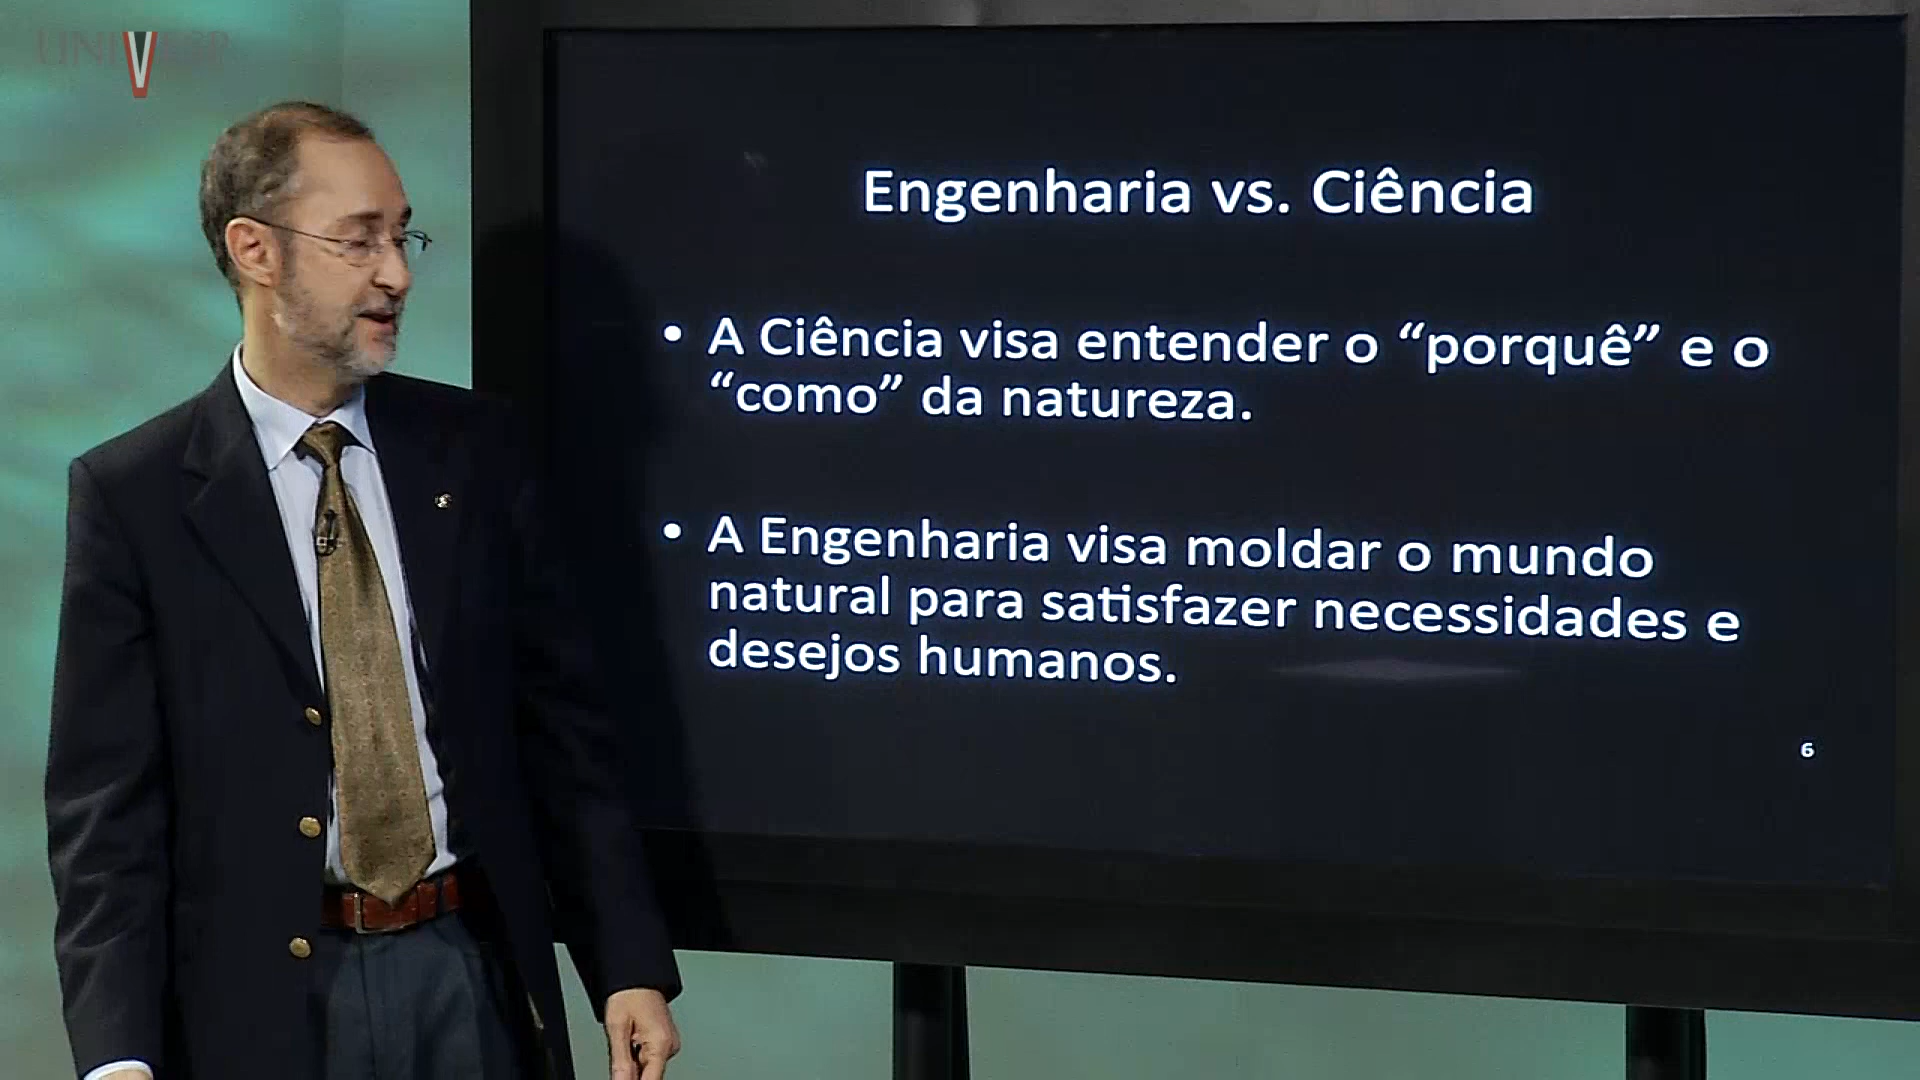 UNIVESP
Engenharia vs. Ciência
• A Ciência visa entender o “porquê” e o
“como” da natureza.
• A Engenharia visa moldar o mundo
natural para satisfazer necessidades e
desejos humanos.
6